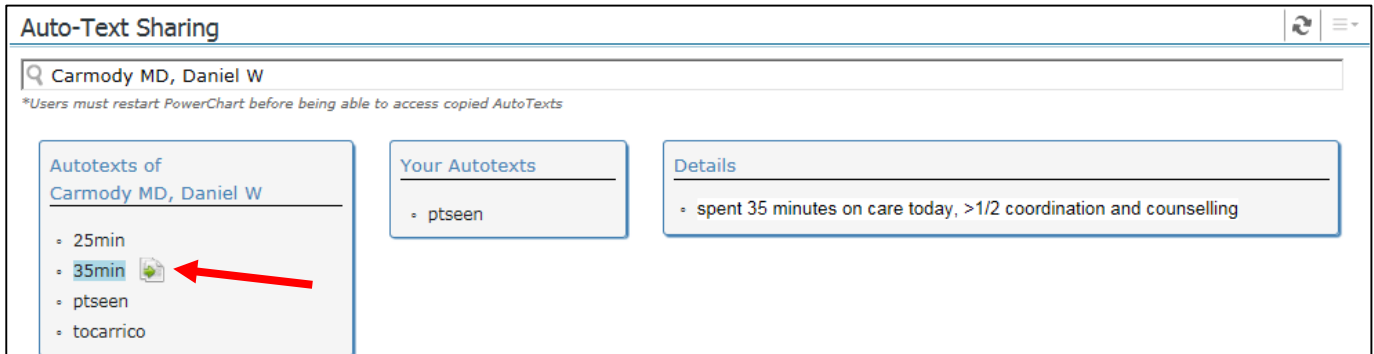 Auto-Text Sharing
Carmody MD, Daniel W
*Users must restart PowerChart before being able to access copied AutoTexts
Autotexts of
Carmody MD, Daniel W
25min
35min
ptseen
tocarrico
Your Autotexts
ptseen
Details
spent 35 minutes on care today, >1/2 coordination and counselling